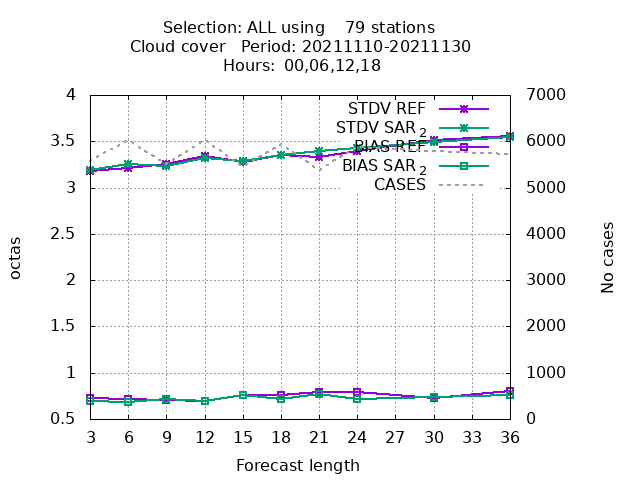 Selection: ALL using    79 stations
Cloud cover   Period: 20211110-20211130
Hours:  00,06,12,18
4
3.5
3
2.5
2
1.5
1
0.5
octas
STDV REF
STDV SAR 2
BIAS REF
BIAS SAR 2
CASES
7000
6000
5000
4000
3000
2000
1000
0
No cases
3 6 9 12 15 18 21 24 27 30 33 36
Forecast length